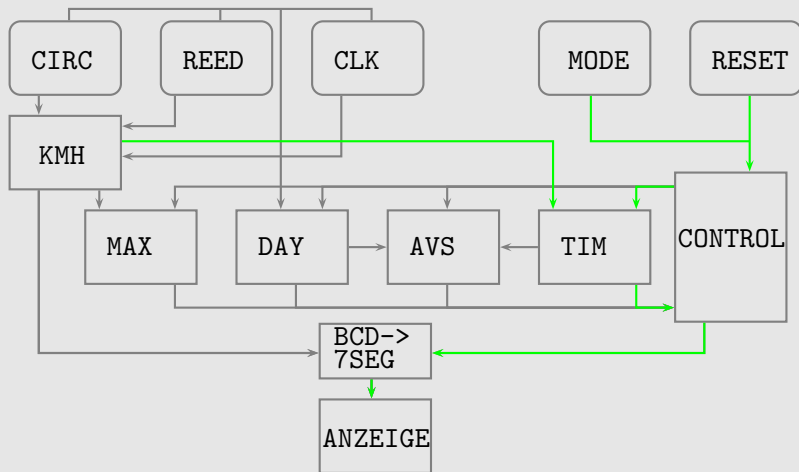 CIRC
REED
CLK
MODE
RESET
KMH
MAX
DAY
AVS
TIM
CONTROL
BCD->
7SEG
ANZEIGE